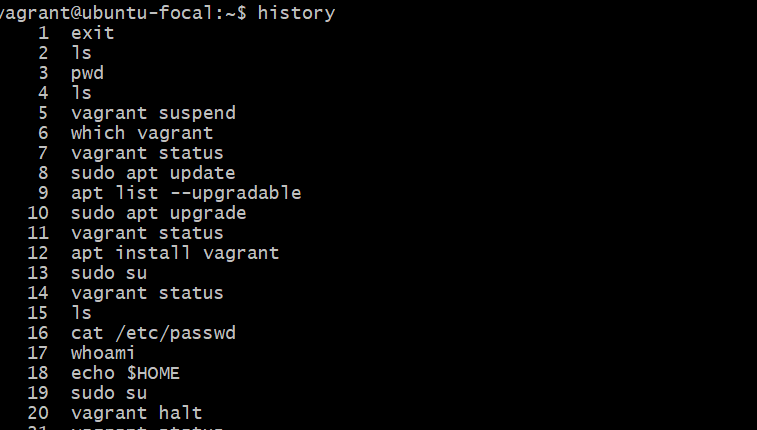 vagrant@ubuntu-focal:~$ history
1 exit
2 ls
3 pwd
4 ls
5 vagrant suspend
6 which vagrant
7 vagrant status
8 sudo apt update
9 apt list --upgradable
10 sudo apt upgrade
11 vagrant status
12 apt install vagrant
13 sudo su
14 vagrant status
15 ls
16 cat /etc/passwd
17 whoami
18 echo $HOME
19 sudo su
20 vagrant halt
21 vagrant status